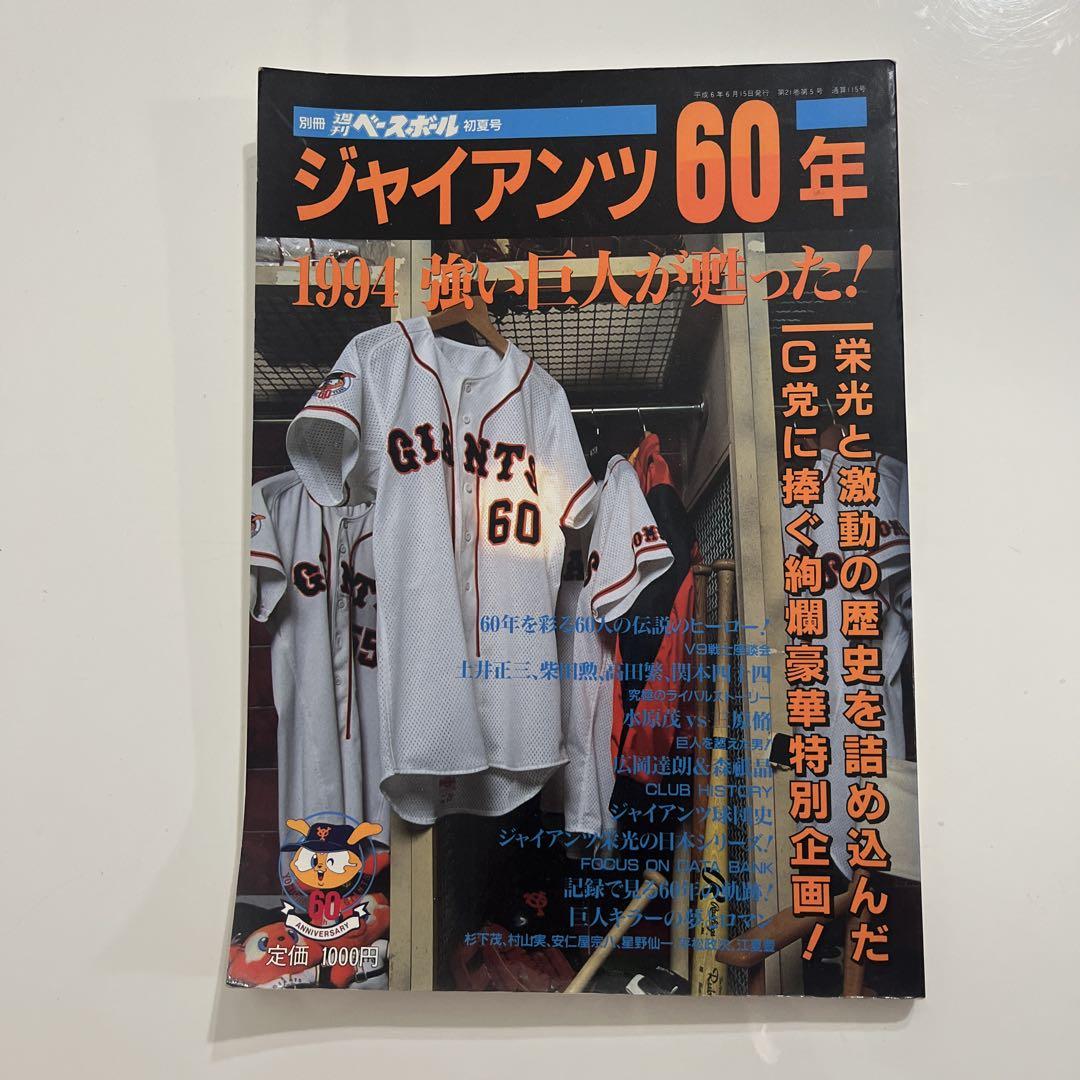 平成6年6月15日発行 第21巻第5号 通算115号
別冊 週刊ベースボール 初夏号
ジャイアンツ60年
1994 強い巨人が甦った!
栄光と激動の歴史を詰め込んだ
G党に捧ぐ絢爛豪華特別企画!
GIANTS
60
GIANT
55
60年を彩る60人の伝説のヒーロー!
V9戦士座談会
土井正三、柴田勲、高田繁、関本四十四
究極のライバルストーリー
水原茂 vs 三原脩
巨人を超えた男!
広岡達朗&森祇晶
CLUB HISTORY
ジャイアンツ球団史
ジャイアンツ栄光の日本シリーズ!
FOCUS ON DATA BANK
記録で見る60年の軌跡!
巨人キラーの夢とロマン
杉下茂、村山実、安仁屋宗八、星野仙一、平松政次、江夏豊
60
ANNIVERSARY
定価 1000円